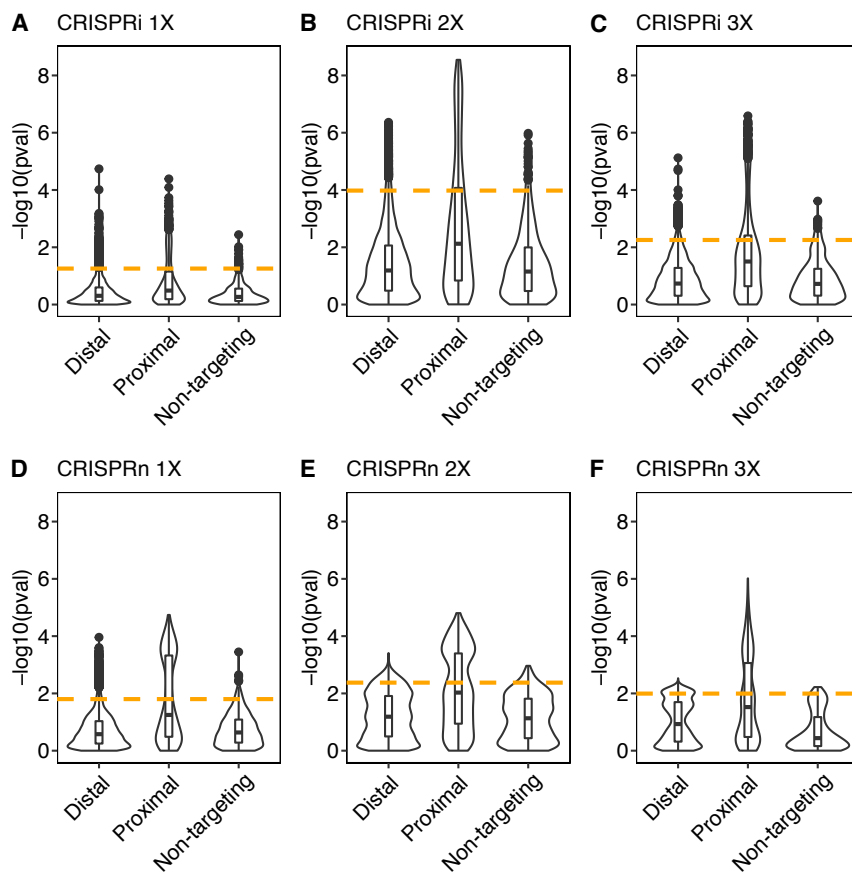 A CRISPRi 1X
B CRISPRi 2X
C CRISPRi 3X
8
6
4
2
0
−log10(pval)
Distal
Proximal
Non-targeting
8
6
4
2
0
−log10(pval)
Distal
Proximal
Non-targeting
8
6
4
2
0
−log10(pval)
Distal
Proximal
Non-targeting
D CRISPRn 1X
E CRISPRn 2X
F CRISPRn 3X
8
6
4
2
0
−log10(pval)
Distal
Proximal
Non-targeting
8
6
4
2
0
−log10(pval)
Distal
Proximal
Non-targeting
8
6
4
2
0
−log10(pval)
Distal
Proximal
Non-targeting